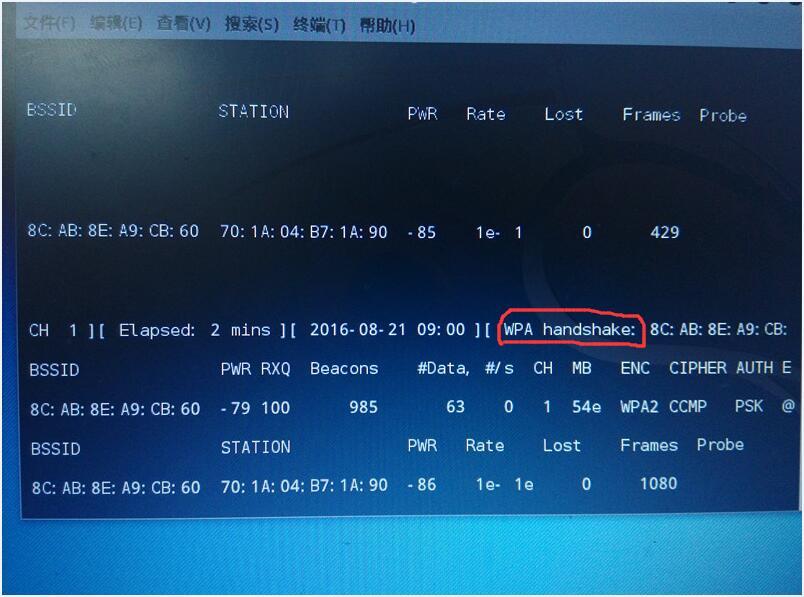 文件(F) 编辑(E) 查看(V) 搜索(S) 终端(T) 帮助(H)
BSSID STATION PWR Rate Lost Frames Probe
8C:AB:8E:A9:CB:60 70:1A:04:B7:1A:90 -85 1e- 1 0 429
CH 1 ][ Elapsed: 2 mins ][ 2016-08-21 09:00 ][ WPA handshake: 8C:AB:8E:A9:CB:
BSSID PWR RXQ Beacons #Data, #/s CH MB ENC CIPHER AUTH E
8C:AB:8E:A9:CB:60 -79 100 985 63 0 1 54e WPA2 CCMP PSK @
BSSID STATION PWR Rate Lost Frames Probe
8C:AB:8E:A9:CB:60 70:1A:04:B7:1A:90 -86 1e- 1e 0 1080